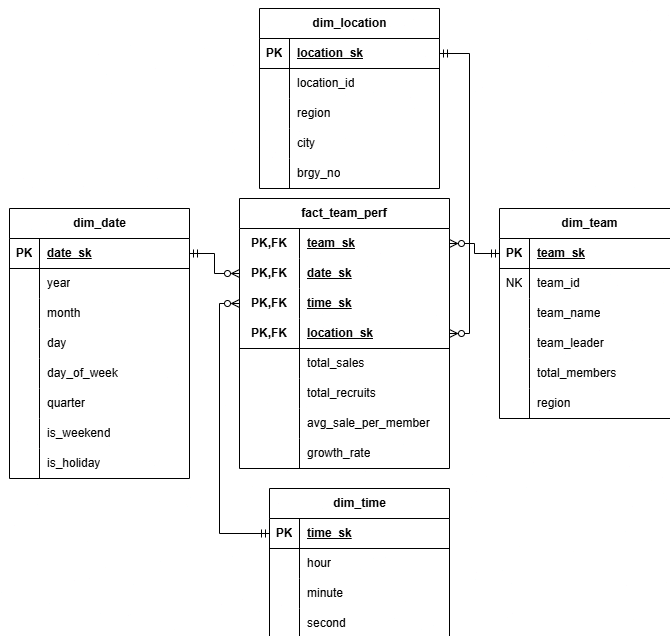 dim_location
PK location_sk
location_id
region
city
brgy_no
dim_date
PK date_sk
year
month
day
day_of_week
quarter
is_weekend
is_holiday
fact_team_perf
PK,FK team_sk
PK,FK date_sk
PK,FK time_sk
PK,FK location_sk
total_sales
total_recruits
avg_sale_per_member
growth_rate
dim_team
PK team_sk
NK team_id
team_name
team_leader
total_members
region
dim_time
PK time_sk
hour
minute
second